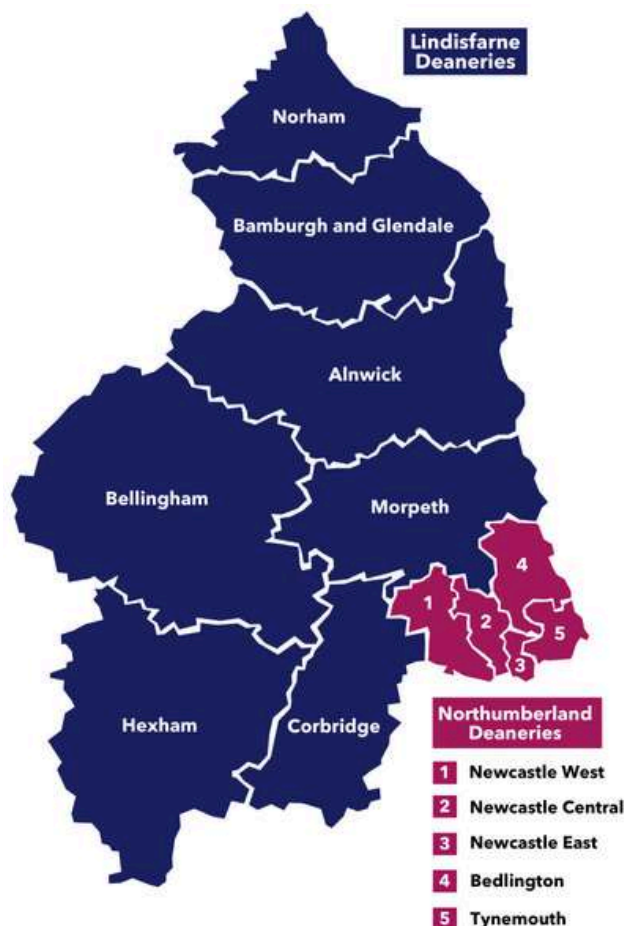 Lindisfarne
Deaneries
Norham
Bamburgh and Glendale
Alnwick
Bellingham
Morpeth
4
1
2
5
3
Hexham
Corbridge
Northumberland
Deaneries
1 Newcastle West
2 Newcastle Central
3 Newcastle East
4 Bedlington
5 Tynemouth